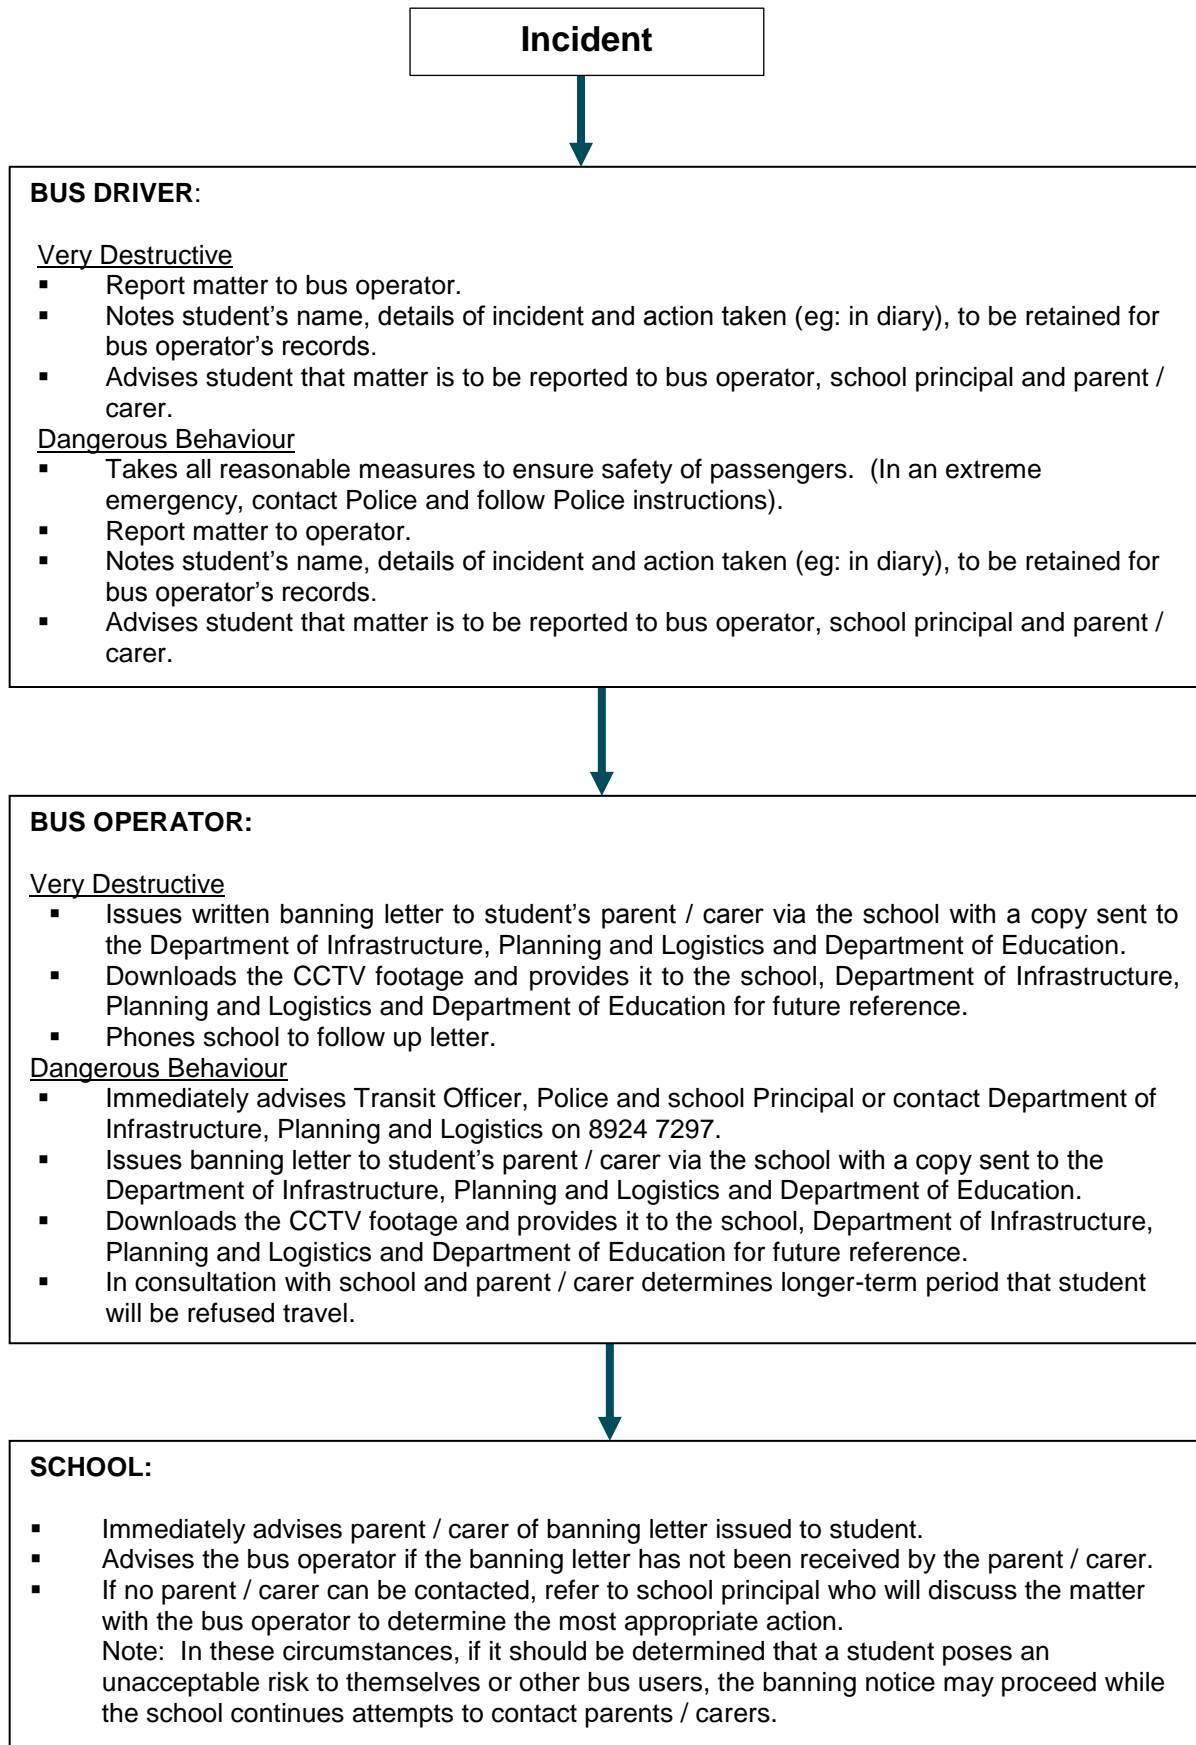 Incident
BUS DRIVER:
Very Destructive
▪ Report matter to bus operator.
▪ Notes student’s name, details of incident and action taken (eg: in diary), to be retained for
bus operator’s records.
▪ Advises student that matter is to be reported to bus operator, school principal and parent /
carer.
Dangerous Behaviour
▪ Takes all reasonable measures to ensure safety of passengers. (In an extreme
emergency, contact Police and follow Police instructions).
▪ Report matter to operator.
▪ Notes student’s name, details of incident and action taken (eg: in diary), to be retained for
bus operator’s records.
▪ Advises student that matter is to be reported to bus operator, school principal and parent /
carer.
BUS OPERATOR:
Very Destructive
▪ Issues written banning letter to student’s parent / carer via the school with a copy sent to
the Department of Infrastructure, Planning and Logistics and Department of Education.
▪ Downloads the CCTV footage and provides it to the school, Department of Infrastructure,
Planning and Logistics and Department of Education for future reference.
▪ Phones school to follow up letter.
Dangerous Behaviour
▪ Immediately advises Transit Officer, Police and school Principal or contact Department of
Infrastructure, Planning and Logistics on 8924 7297.
▪ Issues banning letter to student’s parent / carer via the school with a copy sent to the
Department of Infrastructure, Planning and Logistics and Department of Education.
▪ Downloads the CCTV footage and provides it to the school, Department of Infrastructure,
Planning and Logistics and Department of Education for future reference.
▪ In consultation with school and parent / carer determines longer-term period that student
will be refused travel.
SCHOOL:
▪ Immediately advises parent / carer of banning letter issued to student.
▪ Advises the bus operator if the banning letter has not been received by the parent / carer.
▪ If no parent / carer can be contacted, refer to school principal who will discuss the matter
with the bus operator to determine the most appropriate action.
Note: In these circumstances, if it should be determined that a student poses an
unacceptable risk to themselves or other bus users, the banning notice may proceed while
the school continues attempts to contact parents / carers.